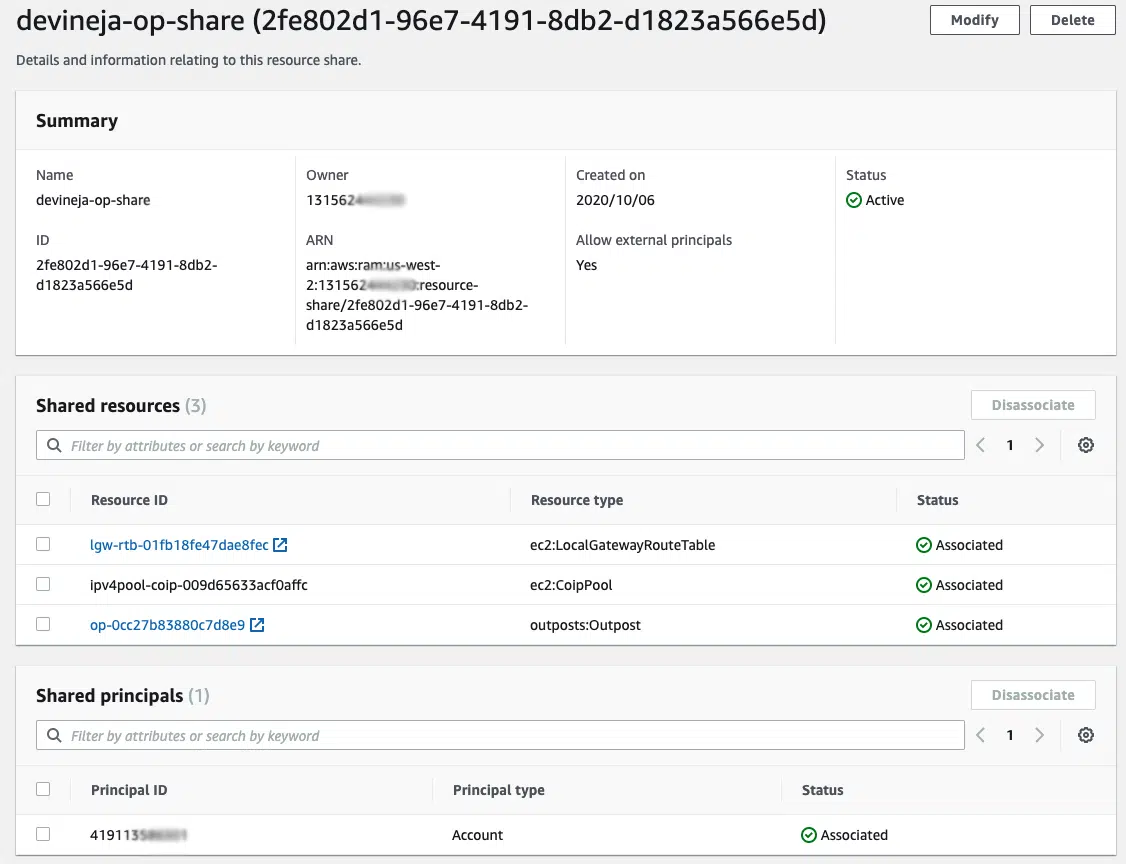 devineja-op-share (2fe802d1-96e7-4191-8db2-d1823a566e5d)
Modify
Delete
Details and information relating to this resource share.
Summary
Name
devineja-op-share
Owner
131562
Created on
2020/10/06
Status
Active
ID
2fe802d1-96e7-4191-8db2-
d1823a566e5d
ARN
arn:aws:ram:us-west-
2:131562 :resource-
share/2fe802d1-96e7-4191-8db2-
d1823a566e5d
Allow external principals
Yes
Shared resources (3)
Disassociate
Filter by attributes or search by keyword
1
Resource ID Resource type Status
lgw-rtb-01fb18fe47dae8fec ec2:LocalGatewayRouteTable Associated
ipv4pool-coip-009d65633acf0affc ec2:CoipPool Associated
op-0cc27b83880c7d8e9 outposts:Outpost Associated
Shared principals (1)
Disassociate
Filter by attributes or search by keyword
1
Principal ID Principal type Status
419113 Account Associated